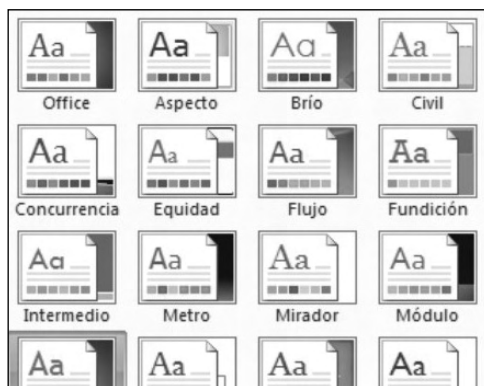 Aa Aa Aa Aa
Office Aspecto Brío Civil
Aa Aa Aa Aa
Concurrencia Equidad Flujo Fundición
Aa Aa Aa Aa
Intermedio Metro Mirador Módulo
Aa Aa Aa Aa